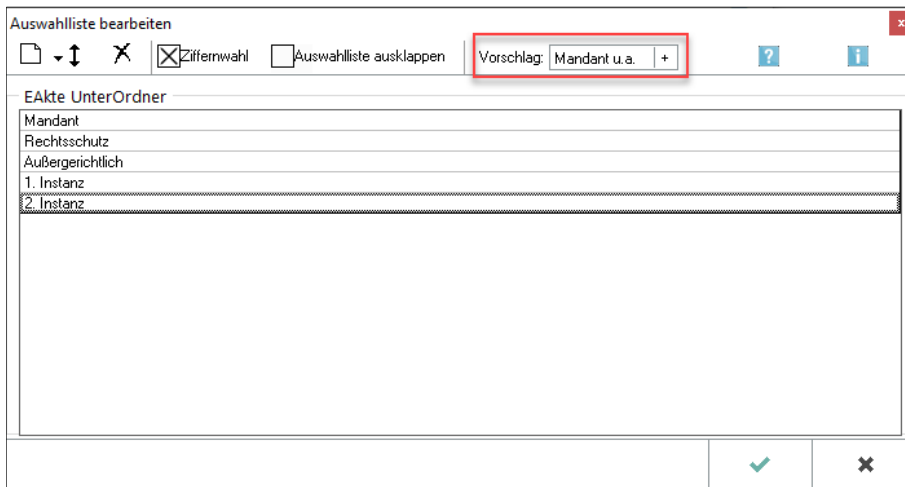 Auswahlliste bearbeiten
x
Ziffernwahl Auswahlliste ausklappen Vorschlag: Mandant u.a. + ? i
EAkte UnterOrdner
Mandant
Rechtsschutz
Außergerichtlich
1. Instanz
2. Instanz